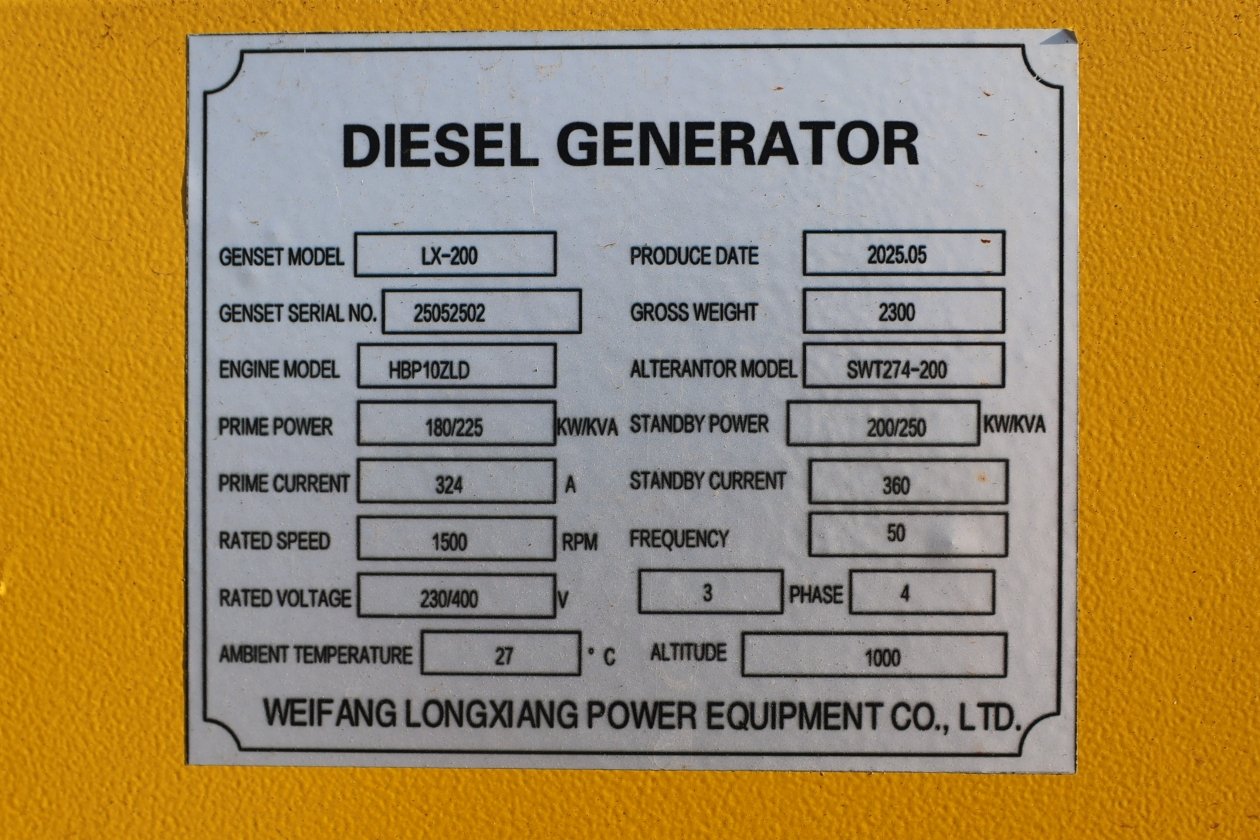 DIESEL GENERATOR
GENSET MODEL LX-200 PRODUCE DATE 2025.05
GENSET SERIAL NO. 25052502 GROSS WEIGHT 2300
ENGINE MODEL HBP10ZLD ALTERANTOR MODEL SWT274-200
PRIME POWER 180/225 KW/KVA STANDBY POWER 200/250 KW/KVA
PRIME CURRENT 324 A STANDBY CURRENT 360
RATED SPEED 1500 RPM FREQUENCY 50
RATED VOLTAGE 230/400 V 3 PHASE 4
AMBIENT TEMPERATURE 27 ° C ALTITUDE 1000
WEIFANG LONGXIANG POWER EQUIPMENT CO., LTD.